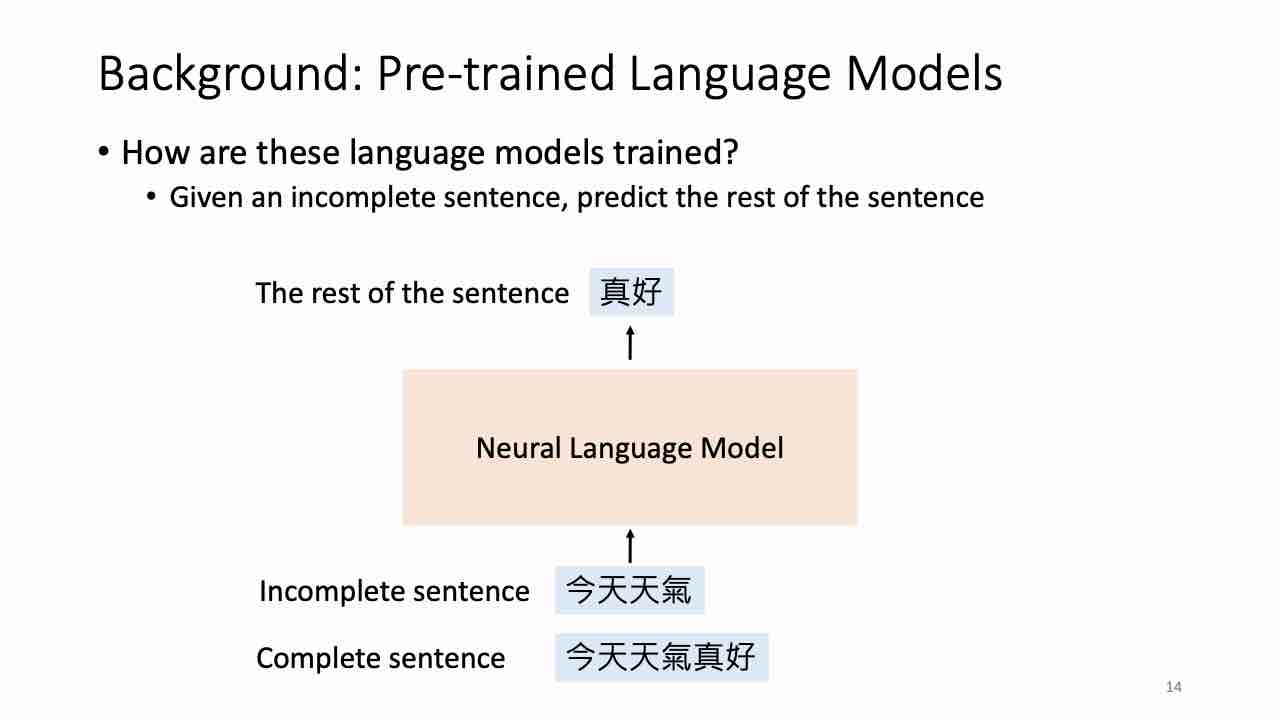 Background: Pre-trained Language Models
• How are these language models trained?
• Given an incomplete sentence, predict the rest of the sentence
The rest of the sentence 真好
Neural Language Model
Incomplete sentence 今天天氣
Complete sentence 今天天氣真好
14